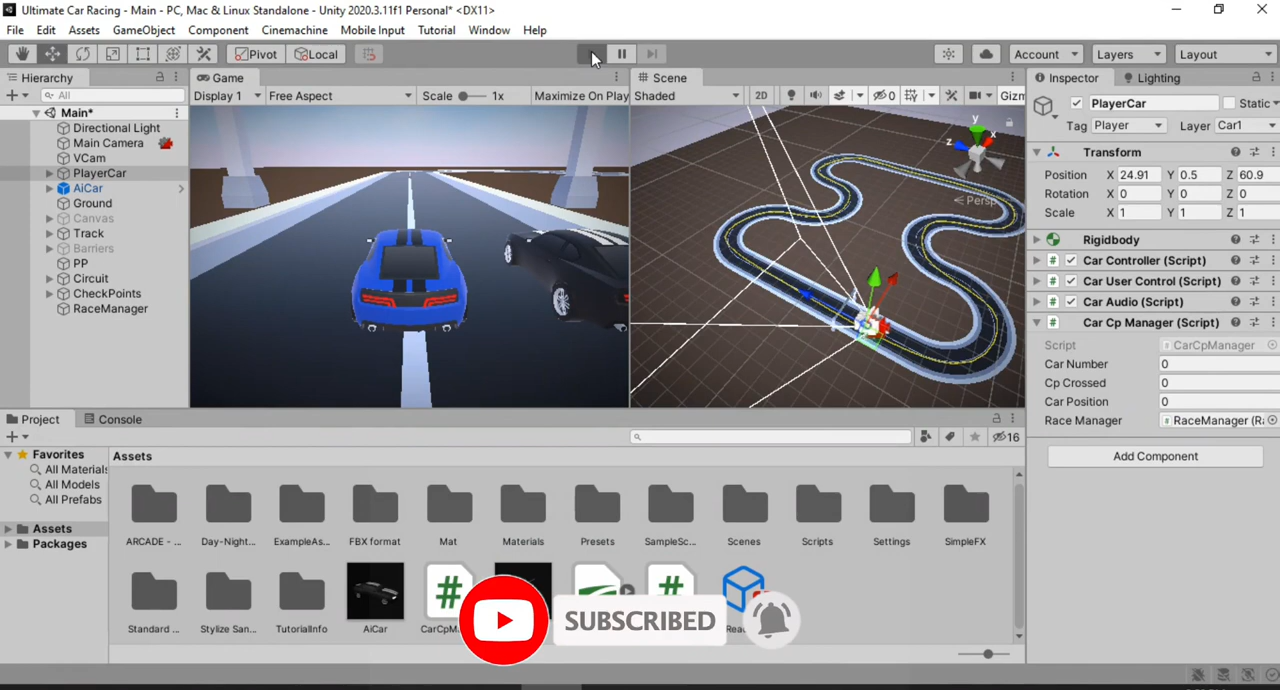 Ultimate Car Racing - Main - PC, Mac & Linux Standalone - Unity 2020.3.11f1 Personal* <DX11>
File Edit Assets GameObject Component Cinemachine Mobile Input Tutorial Window Help
Pivot Local Account Layers Layout
Hierarchy Game Scene Inspector Lighting
All Display 1 Free Aspect Scale 1x Maximize On Play Shaded 2D 0 Gizm
PlayerCar Static
Tag Player Layer Car1
Main*
Directional Light
Main Camera
VCam
PlayerCar
AiCar
Ground
Canvas
Track
Barriers
PP
Circuit
CheckPoints
RaceManager
y
x
z
Persp
Transform
Position X 24.91 Y 0.5 Z 60.9
Rotation X 0 Y 0 Z 0
Scale X 1 Y 1 Z 1
Rigidbody
Car Controller (Script)
Car User Control (Script)
Car Audio (Script)
Car Cp Manager (Script)
Script CarCpManager
Car Number 0
Cp Crossed 0
Car Position 0
Race Manager RaceManager (Ra
Add Component
Project Console
16
Favorites
All Materials
All Models
All Prefabs
Assets
Packages
Assets
ARCADE - ... Day-Night... ExampleAs... FBX format Mat Materials Presets SampleSc... Scenes Scripts Settings SimpleFX
Standard ... Stylize San... TutorialInfo AiCar CarCpM
SUBSCRIBED